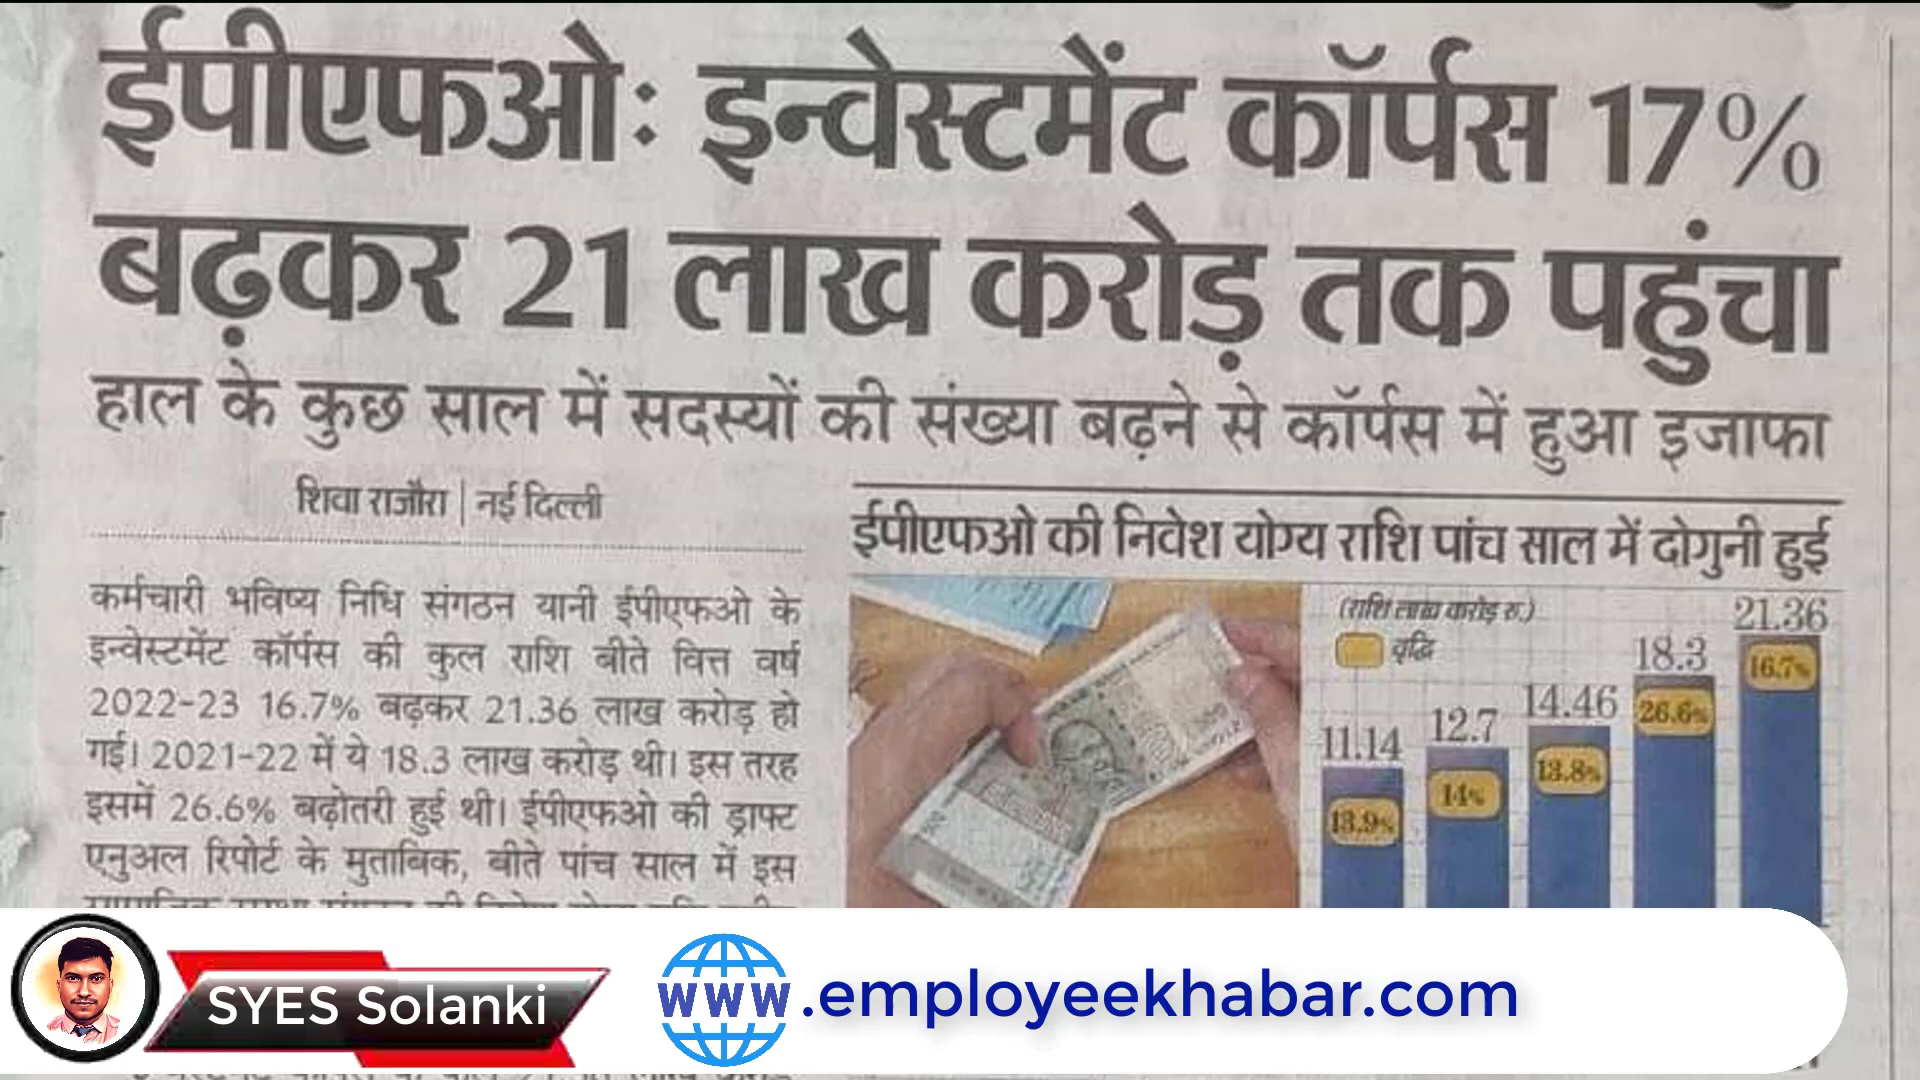 ईपीएफओ: इन्वेस्टमेंट कॉर्पस 17%
बढ़कर 21 लाख करोड़ तक पहुंचा
हाल के कुछ साल में सदस्यों की संख्या बढ़ने से कॉर्पस में हुआ इजाफा
शिवा राजौरा | नई दिल्ली
कर्मचारी भविष्य निधि संगठन यानी ईपीएफओ के
इन्वेस्टमेंट कॉर्पस की कुल राशि बीते वित्त वर्ष
2022-23 16.7% बढ़कर 21.36 लाख करोड़ हो
गई। 2021-22 में ये 18.3 लाख करोड़ थी। इस तरह
इसमें 26.6% बढ़ोतरी हुई थी। ईपीएफओ की ड्राफ्ट
एनुअल रिपोर्ट के मुताबिक, बीते पांच साल में इस
ईपीएफओ की निवेश योग्य राशि पांच साल में दोगुनी हुई
(राशि लाख करोड़ रु.)
वृद्धि
11.14
12.7
14.46
18.3
21.36
13.9%
14%
13.8%
26.6%
16.7%
SYES Solanki
www.employeekhabar.com